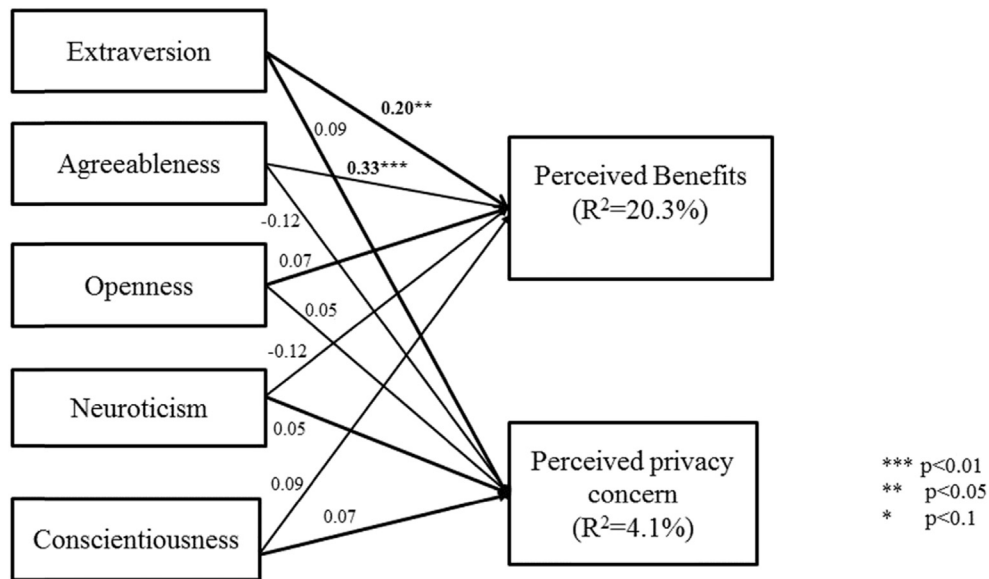 Extraversion
0.20**
0.09
Agreeableness
0.33***
Perceived Benefits
(R²=20.3%)
-0.12
0.07
Openness
0.05
-0.12
Neuroticism
0.05
Perceived privacy
concern
(R²=4.1%)
0.09
0.07
Conscientiousness
*** p<0.01
** p<0.05
* p<0.1